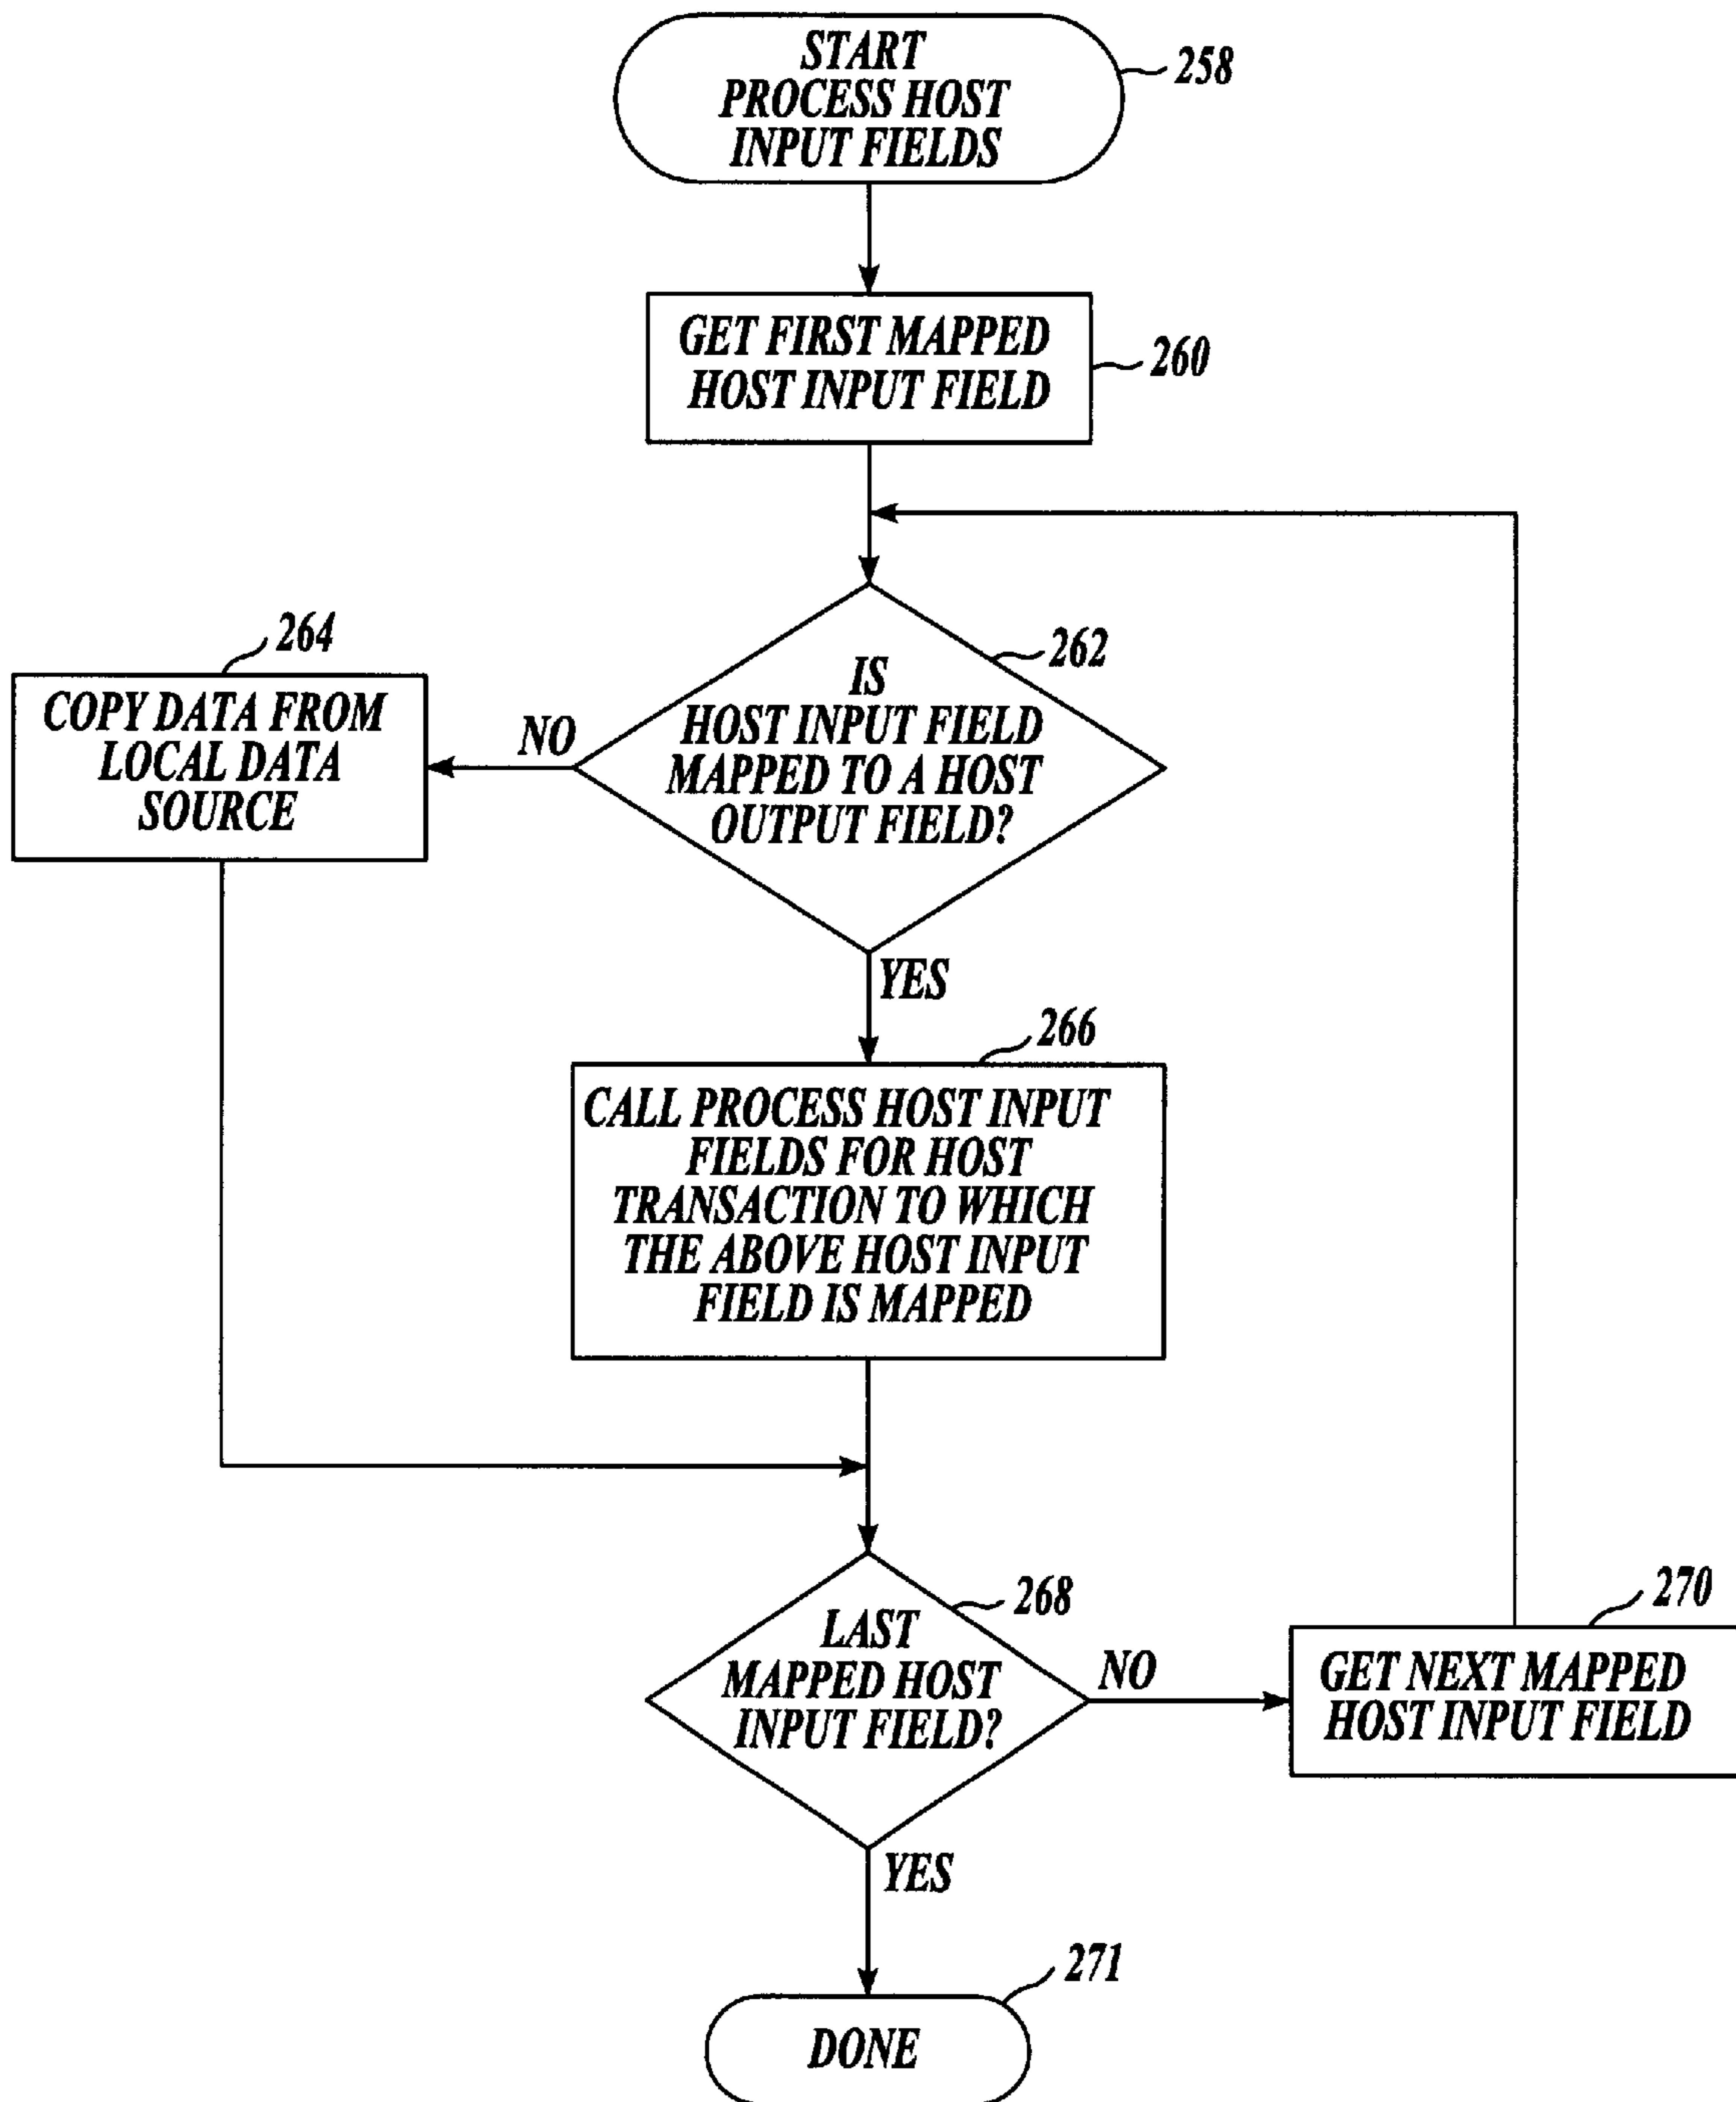 START
PROCESS HOST
INPUT FIELDS
258
GET FIRST MAPPED
HOST INPUT FIELD
260
264
COPY DATA FROM
LOCAL DATA
SOURCE
NO
262
IS
HOST INPUT FIELD
MAPPED TO A HOST
OUTPUT FIELD?
YES
266
CALL PROCESS HOST INPUT
FIELDS FOR HOST
TRANSACTION TO WHICH
THE ABOVE HOST INPUT
FIELD IS MAPPED
268
LAST
MAPPED HOST
INPUT FIELD?
NO
270
GET NEXT MAPPED
HOST INPUT FIELD
YES
271
DONE